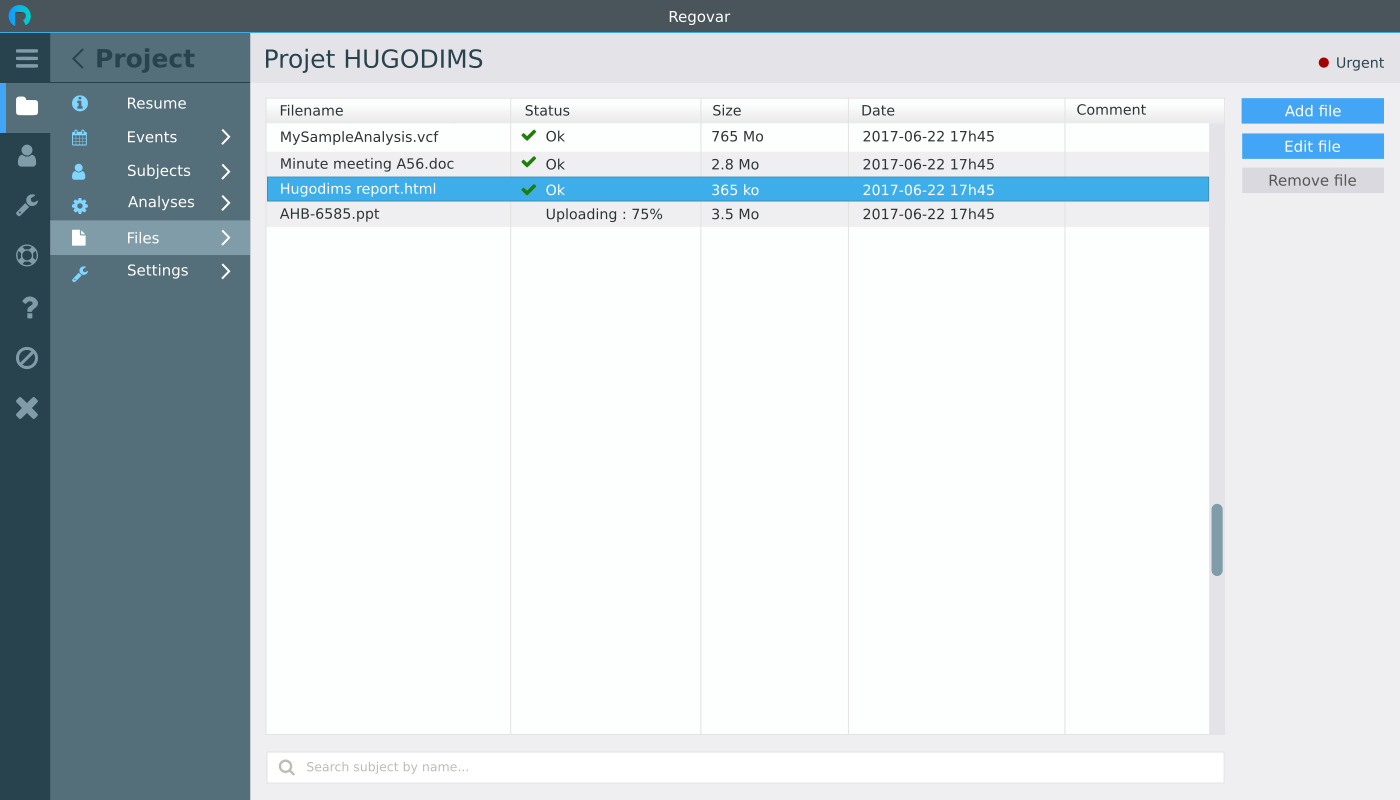 Regovar
Project
Projet HUGODIMS
Urgent
Resume
Events
Subjects
Analyses
Files
Settings
Filename Status Size Date Comment
MySampleAnalysis.vcf Ok 765 Mo 2017-06-22 17h45
Minute meeting A56.doc Ok 2.8 Mo 2017-06-22 17h45
Hugodims report.html Ok 365 ko 2017-06-22 17h45
AHB-6585.ppt Uploading : 75% 3.5 Mo 2017-06-22 17h45
Add file
Edit file
Remove file
Search subject by name...